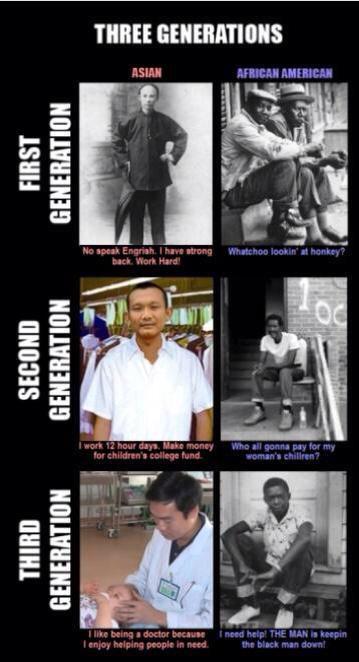 THREE GENERATIONS
ASIAN
AFRICAN AMERICAN
FIRST
GENERATION
No speak Engrish. I have strong
back. Work Hard!
Whatchoo lookin' at honkey?
SECOND
GENERATION
I work 12 hour days. Make money
for children's college fund.
Who all gonna pay for my
woman's chillren?
THIRD
GENERATION
I like being a doctor because
I enjoy helping people in need.
I need help! THE MAN is keepin
the black man down!